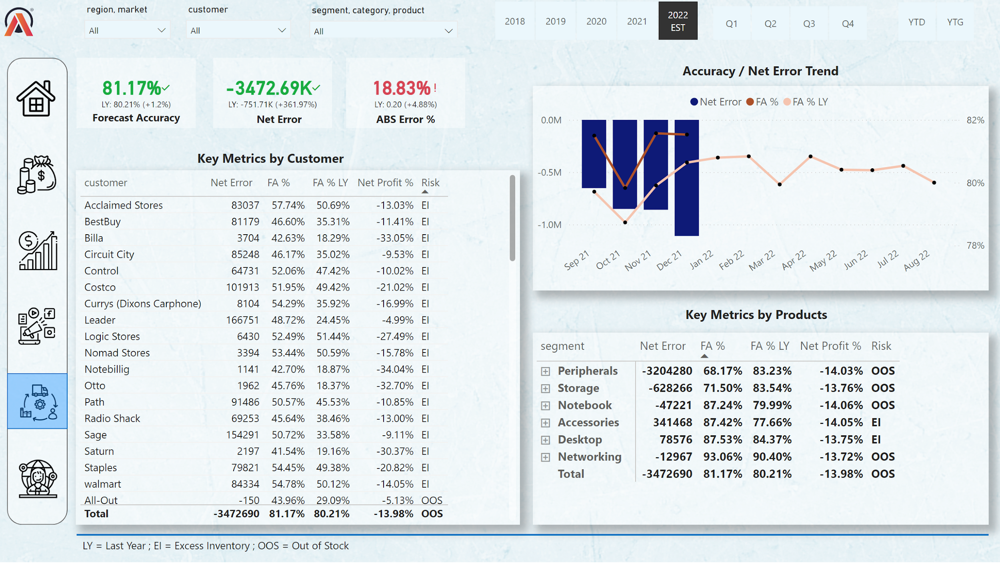 region, market
customer
segment, category, product
All
All
All
2018
2019
2020
2021
2022
EST
Q1
Q2
Q3
Q4
YTD
YTG
81.17%
LY: 80.21% (+1.2%)
Forecast Accuracy
-3472.69K
LY: -751.71K (+361.97%)
Net Error
18.83% !
LY: 0.20 (+4.88%)
ABS Error %
Key Metrics by Customer
customer Net Error FA % FA % LY Net Profit % Risk
Acclaimed Stores 83037 57.74% 50.69% -13.03% EI
BestBuy 81179 46.60% 35.31% -11.41% EI
Billa 3704 42.63% 18.29% -33.05% EI
Circuit City 85248 46.17% 35.02% -9.53% EI
Control 64731 52.06% 47.42% -10.02% EI
Costco 101913 51.95% 49.42% -21.02% EI
Currys (Dixons Carphone) 8104 54.29% 35.92% -16.99% EI
Leader 166751 48.72% 24.45% -4.99% EI
Logic Stores 6430 52.49% 51.44% -27.49% EI
Nomad Stores 3394 53.44% 50.59% -15.78% EI
Notebillig 1141 42.70% 18.87% -34.04% EI
Otto 1962 45.76% 18.37% -32.70% EI
Path 91486 50.57% 45.53% -10.85% EI
Radio Shack 69253 45.64% 38.46% -13.00% EI
Sage 154291 50.72% 33.58% -9.11% EI
Saturn 2197 41.54% 19.16% -30.37% EI
Staples 79821 54.45% 49.38% -20.82% EI
walmart 84334 54.78% 50.12% -14.05% EI
All-Out -150 43.96% 29.09% -5.13% OOS
Total -3472690 81.17% 80.21% -13.98% OOS
Accuracy / Net Error Trend
Net Error FA % FA % LY
0.0M
-0.5M
-1.0M
82%
80%
78%
Sep 21
Oct 21
Nov 21
Dec 21
Jan 22
Feb 22
Mar 22
Apr 22
May 22
Jun 22
Jul 22
Aug 22
Key Metrics by Products
segment Net Error FA % FA % LY Net Profit % Risk
Peripherals -3204280 68.17% 83.23% -14.03% OOS
Storage -628266 71.50% 83.54% -13.76% OOS
Notebook -47221 87.24% 79.99% -14.06% OOS
Accessories 341468 87.42% 77.66% -14.05% EI
Desktop 78576 87.53% 84.37% -13.75% EI
Networking -12967 93.06% 90.40% -13.72% OOS
Total -3472690 81.17% 80.21% -13.98% OOS
LY = Last Year ; EI = Excess Inventory ; OOS = Out of Stock